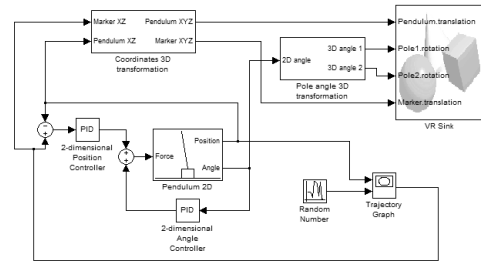 Marker XZ
Pendulum XYZ
Pendulum XZ
Marker XYZ
Coordinates 3D
transformation
2D angle
3D angle 1
3D angle 2
Pole angle 3D
transformation
Pendulum.translation
Pole1.rotation
Pole2.rotation
Marker.translation
VR Sink
PID
2-dimensional
Position
Controller
Force
Position
Angle
Pendulum 2D
PID
2-dimensional
Angle
Controller
Random
Number
Trajectory
Graph